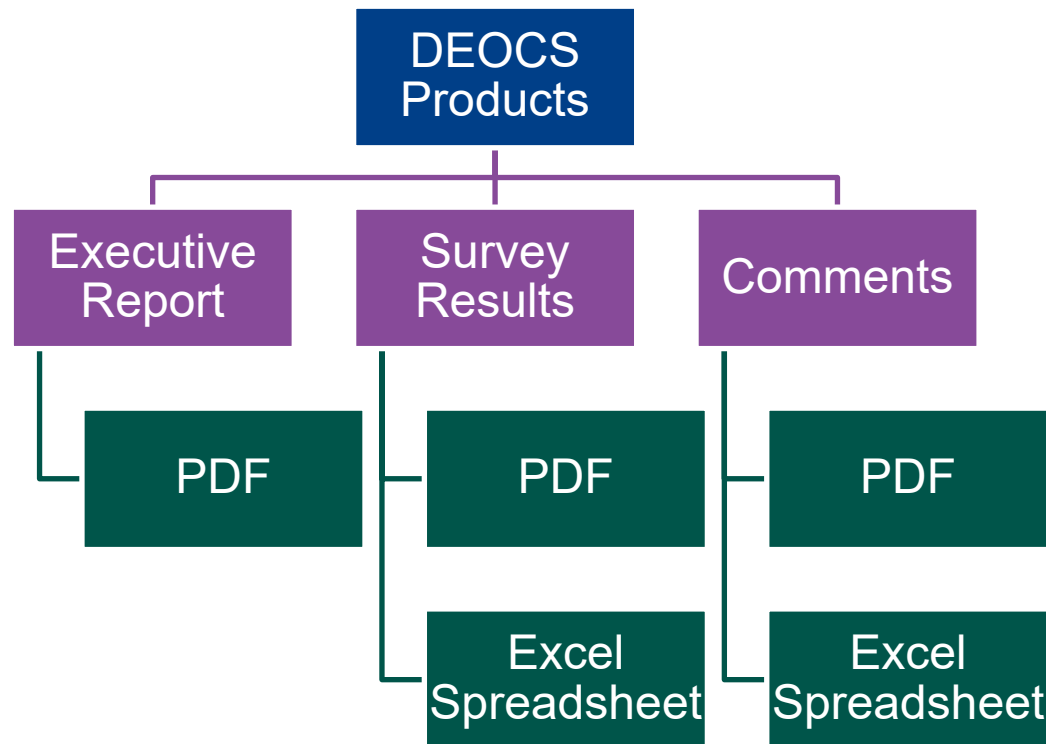 DEOCS
Products
Executive
Report
Survey
Results
Comments
PDF
PDF
PDF
Excel
Spreadsheet
Excel
Spreadsheet